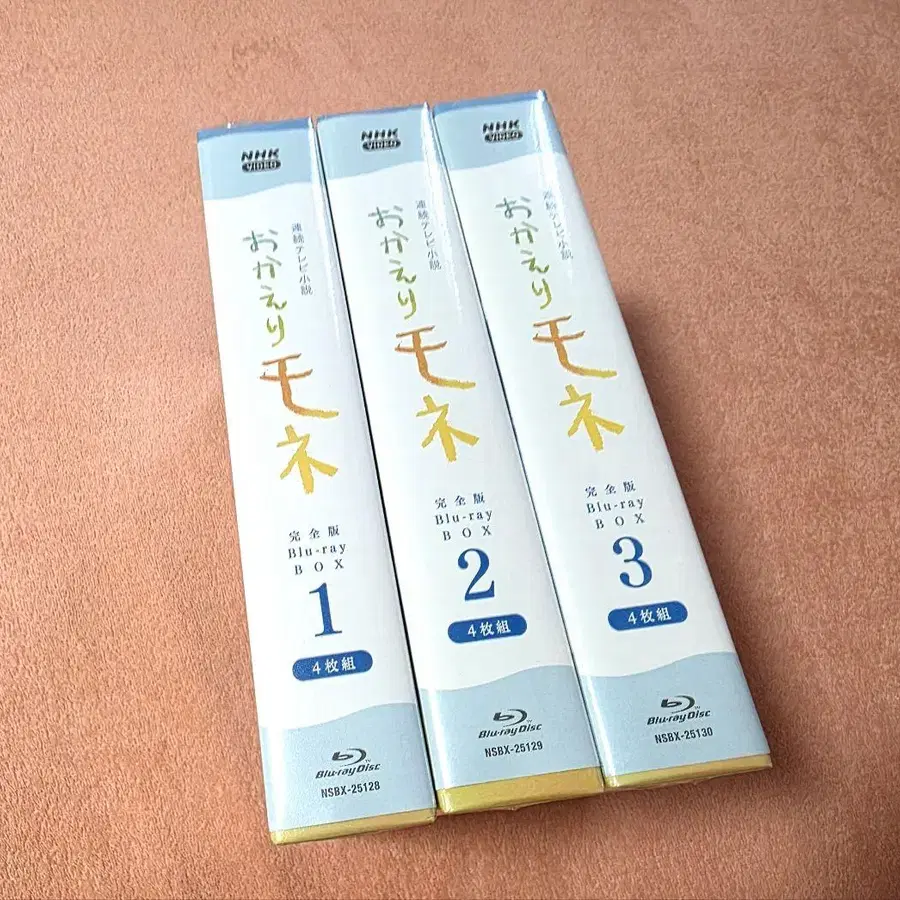 NHK
VIDEO
連続テレビ小説
おかえり
モネ
完全版
Blu-ray
BOX
1
4枚組
Blu-ray Disc
NSBX-25128
NHK
VIDEO
連続テレビ小説
おかえり
モネ
完全版
Blu-ray
BOX
2
4枚組
Blu-ray Disc
NSBX-25129
NHK
VIDEO
連続テレビ小説
おかえり
モネ
完全版
Blu-ray
BOX
3
4枚組
Blu-ray Disc
NSBX-25130